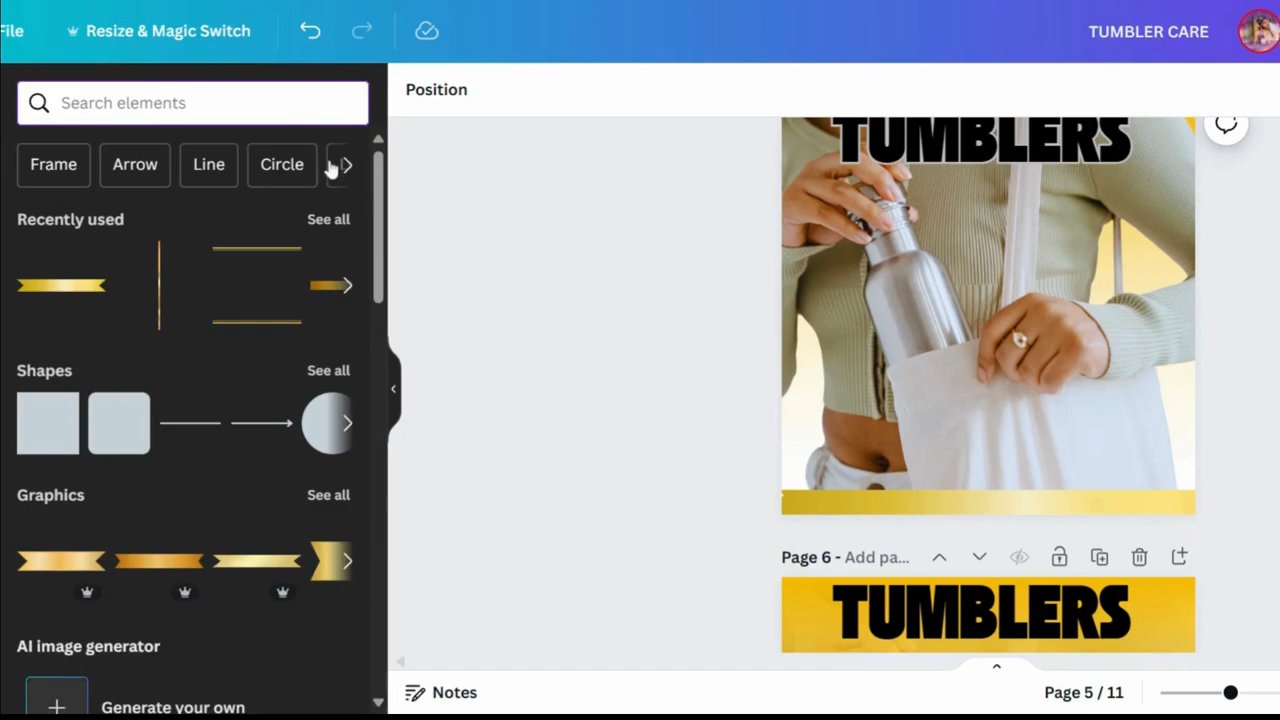 File
Resize & Magic Switch
TUMBLER CARE
Search elements
Position
Frame
Arrow
Line
Circle
Recently used
See all
Shapes
See all
Graphics
See all
AI image generator
Generate your own
TUMBLERS
Page 6 - Add pa...
TUMBLERS
Notes
Page 5 / 11